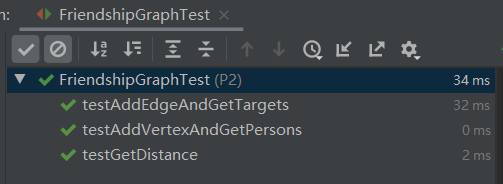 n: FriendshipGraphTest ×
FriendshipGraphTest (P2) 34 ms
testAddEdgeAndGetTargets 32 ms
testAddVertexAndGetPersons 0 ms
testGetDistance 2 ms